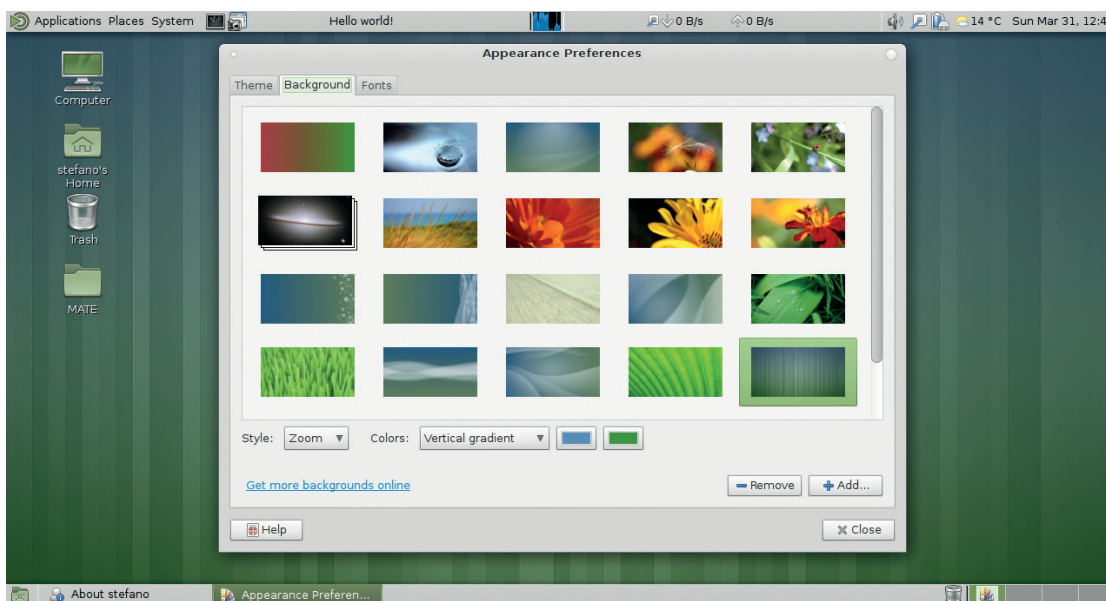 Applications Places System Hello world! 0 B/s 0 B/s 14 °C Sun Mar 31, 12:4
Computer
stefano's
Home
Trash
MATE
Appearance Preferences
Theme Background Fonts
Style: Zoom Colors: Vertical gradient
Get more backgrounds online Remove Add...
Help Close
About stefano Appearance Preferen...